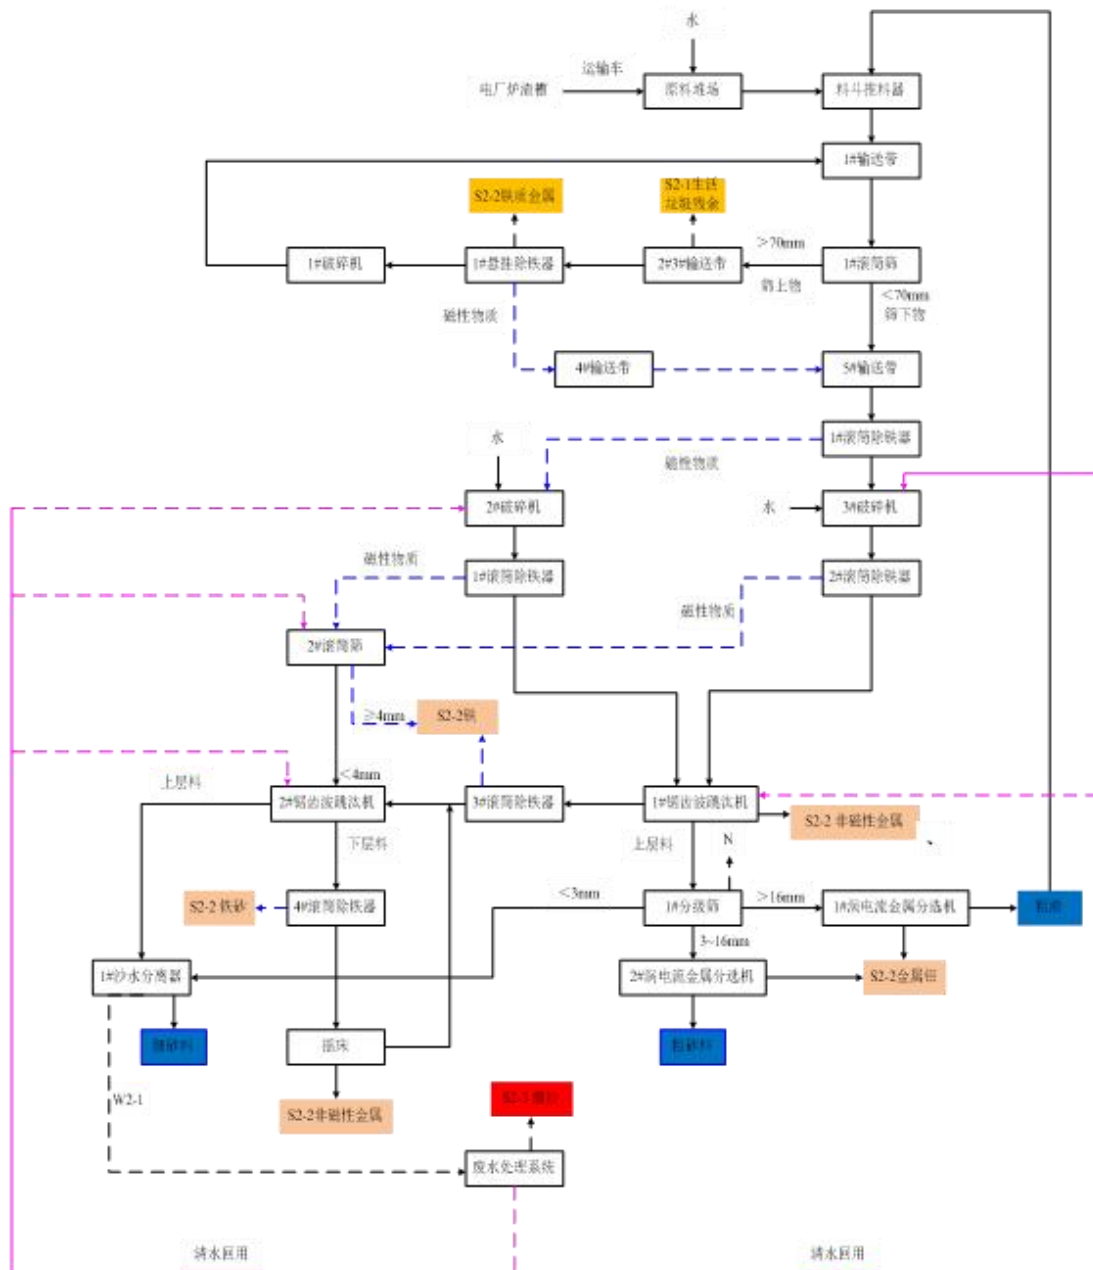 水
运输车
电厂炉渣槽
原料堆场
料斗推料器
1#输送带
S2-2铁质金属
S2-1生活
垃圾残余
>70mm
1#破碎机
1#悬挂除铁器
2#3#输送带
1#滚筒筛
筛上物
<70mm
筛下物
磁性物质
4#输送带
5#输送带
水
1#滚筒除铁器
磁性物质
2#破碎机
水
3#破碎机
磁性物质
1#滚筒除铁器
2#滚筒除铁器
磁性物质
2#滚筒筛
≥4mm
S2-2铁
<4mm
上层料
2#锯齿波跳汰机
3#滚筒除铁器
1#锯齿波跳汰机
S2-2 非磁性金属
、
下层料
上层料
N
<3mm
>16mm
S2-2 铁砂
4#滚筒除铁器
1#分级筛
1#涡电流金属分选机
粗渣
3~16mm
1#沙水分离器
2#涡电流金属分选机
S2-2金属铝
细砂料
摇床
粗砂料
W2-1
S2-2非磁性金属
废水处理系统
清水回用
清水回用